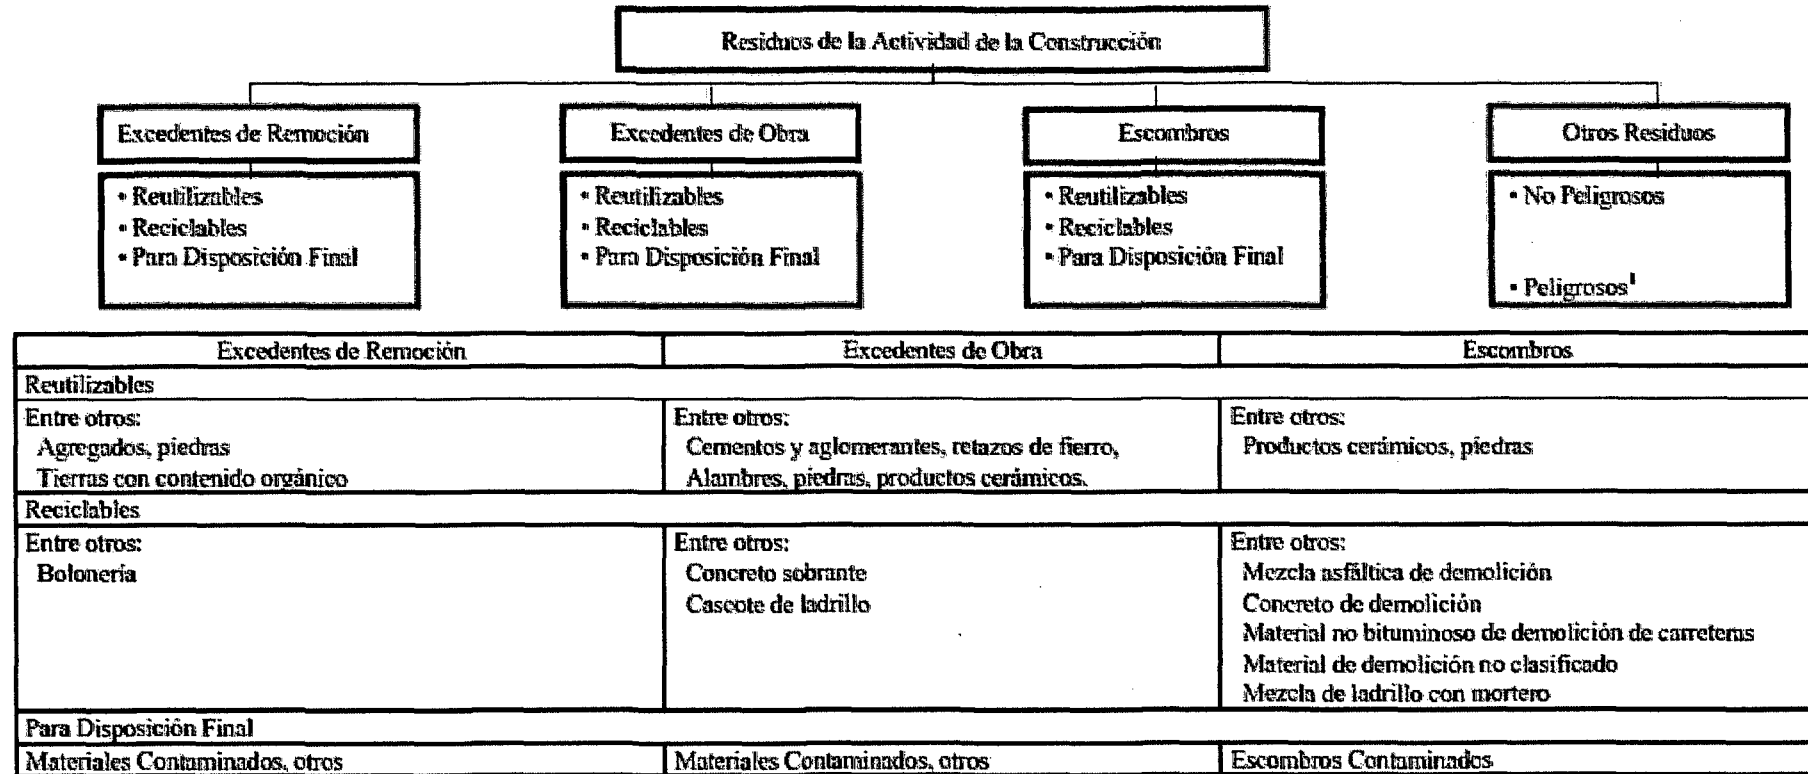 Residuos de la Actividad de la Construcción
Excedentes de Remoción
Excedentes de Obra
Escombros
Otros Residuos
• Reutilizables
• Reciclables
• Para Disposición Final
• Reutilizables
• Reciclables
• Para Disposición Final
• Reutilizables
• Reciclables
• Para Disposición Final
• No Peligrosos
• Peligrosos¹
Excedentes de Remoción
Excedentes de Obra
Escombros
Reutilizables
Entre otros:
Agregados, piedras
Tierras con contenido orgánico
Entre otros:
Cementos y aglomerantes, retazos de fierro,
Alambres, piedras, productos cerámicos.
Entre otros:
Productos cerámicos, piedras
Reciclables
Entre otros:
Bolonería
Entre otros:
Concreto sobrante
Cascote de ladrillo
Entre otros:
Mezcla asfáltica de demolición
Concreto de demolición
Material no bituminoso de demolición de carreteras
Material de demolición no clasificado
Mezcla de ladrillo con mortero
Para Disposición Final
Materiales Contaminados, otros
Materiales Contaminados, otros
Escombros Contaminados